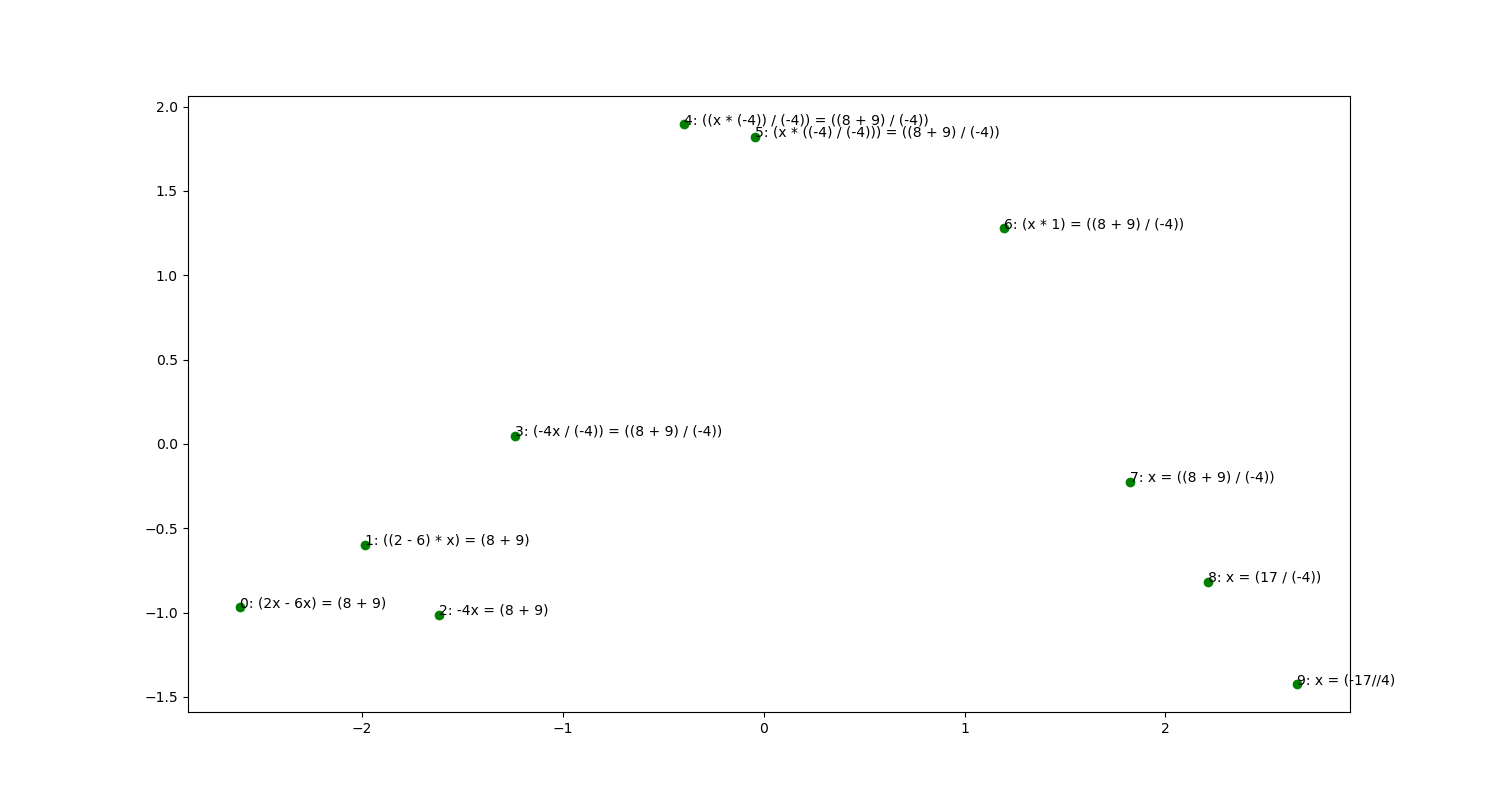 2.0
1.5
1.0
0.5
0.0
−0.5
−1.0
−1.5
4: ((x * (-4)) / (-4)) = ((8 + 9) / (-4))
5: (x * ((-4) / (-4))) = ((8 + 9) / (-4))
6: (x * 1) = ((8 + 9) / (-4))
3: (-4x / (-4)) = ((8 + 9) / (-4))
7: x = ((8 + 9) / (-4))
1: ((2 - 6) * x) = (8 + 9)
8: x = (17 / (-4))
0: (2x - 6x) = (8 + 9)
2: -4x = (8 + 9)
9: x = (-17//4)
−2
−1
0
1
2